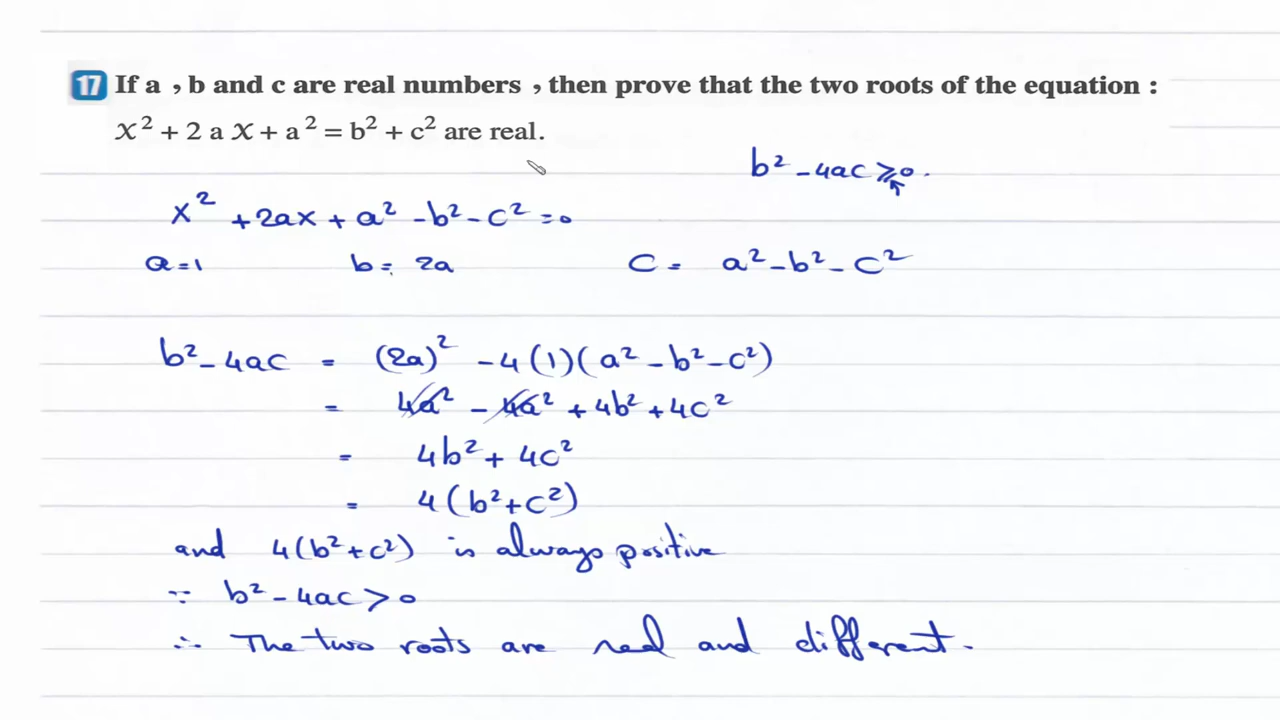 17 If a , b and c are real numbers , then prove that the two roots of the equation :
x² + 2 a x + a² = b² + c² are real.
b² - 4ac ⩾ 0 .
x² + 2ax + a² - b² - c² = 0
a = 1 b = 2a c = a² - b² - c²
b² - 4ac = (2a)² - 4 (1) ( a² - b² - c²)
= 4a² - 4a² + 4b² + 4c²
= 4b² + 4c²
= 4 ( b² + c²)
and 4(b² + c²) is always positive
∵ b² - 4ac > 0
∴ The two roots are real and different.